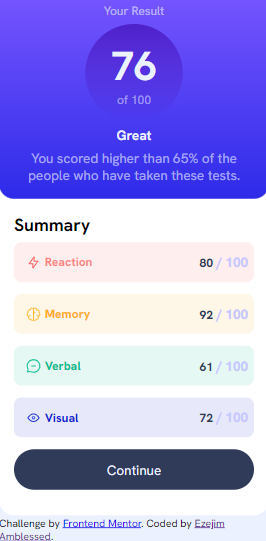 Your Result
76
of 100
Great
You scored higher than 65% of the
people who have taken these tests.
Summary
Reaction 80 / 100
Memory 92 / 100
Verbal 61 / 100
Visual 72 / 100
Continue
Challenge by Frontend Mentor. Coded by Ezejim
Amblessed.